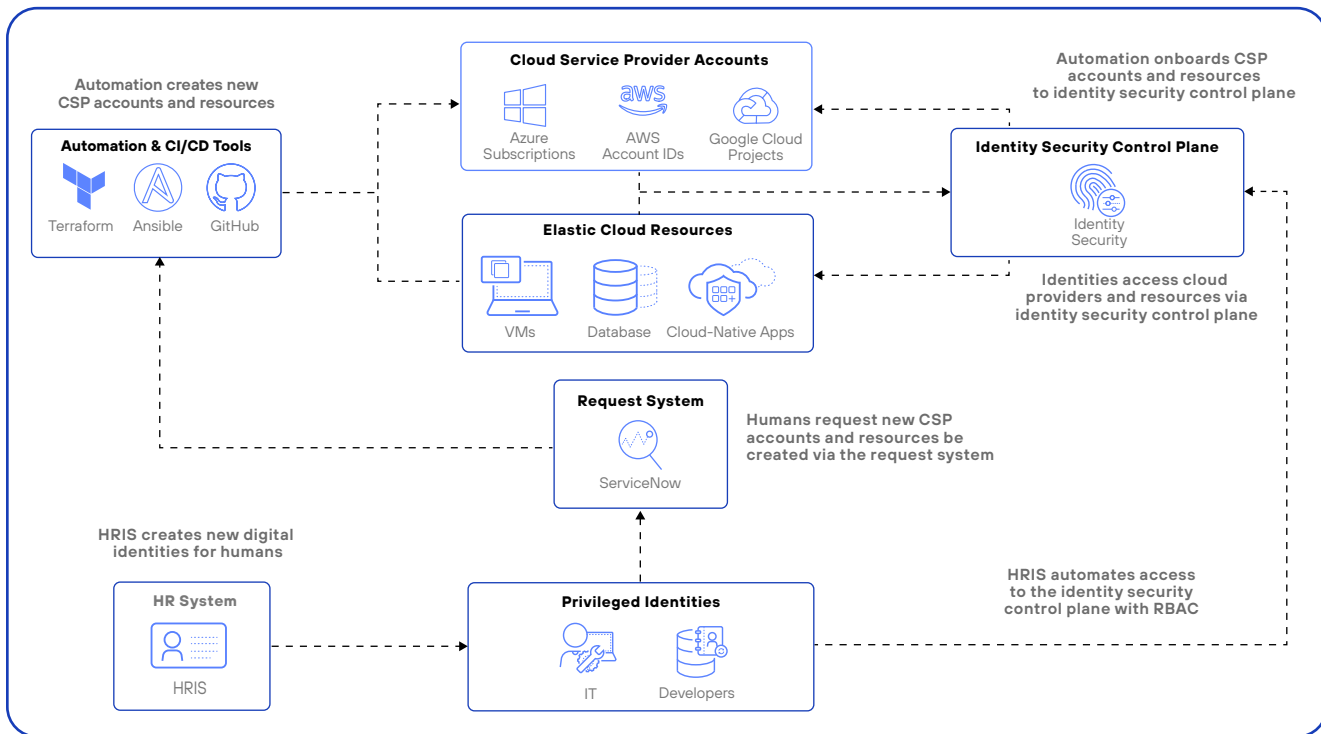 Automation creates new
CSP accounts and resources
Automation & CI/CD Tools
Terraform
Ansible
GitHub
Cloud Service Provider Accounts
aws
Azure
Subscriptions
AWS
Account IDs
Google Cloud
Projects
Automation onboards CSP
accounts and resources
to identity security control plane
Identity Security Control Plane
Identity
Security
Elastic Cloud Resources
VMs
Database
Cloud-Native Apps
Identities access cloud
providers and resources via
identity security control plane
Request System
ServiceNow
Humans request new CSP
accounts and resources be
created via the request system
HRIS creates new digital
identities for humans
HR System
HRIS
Privileged Identities
IT
Developers
HRIS automates access
to the identity security
control plane with RBAC